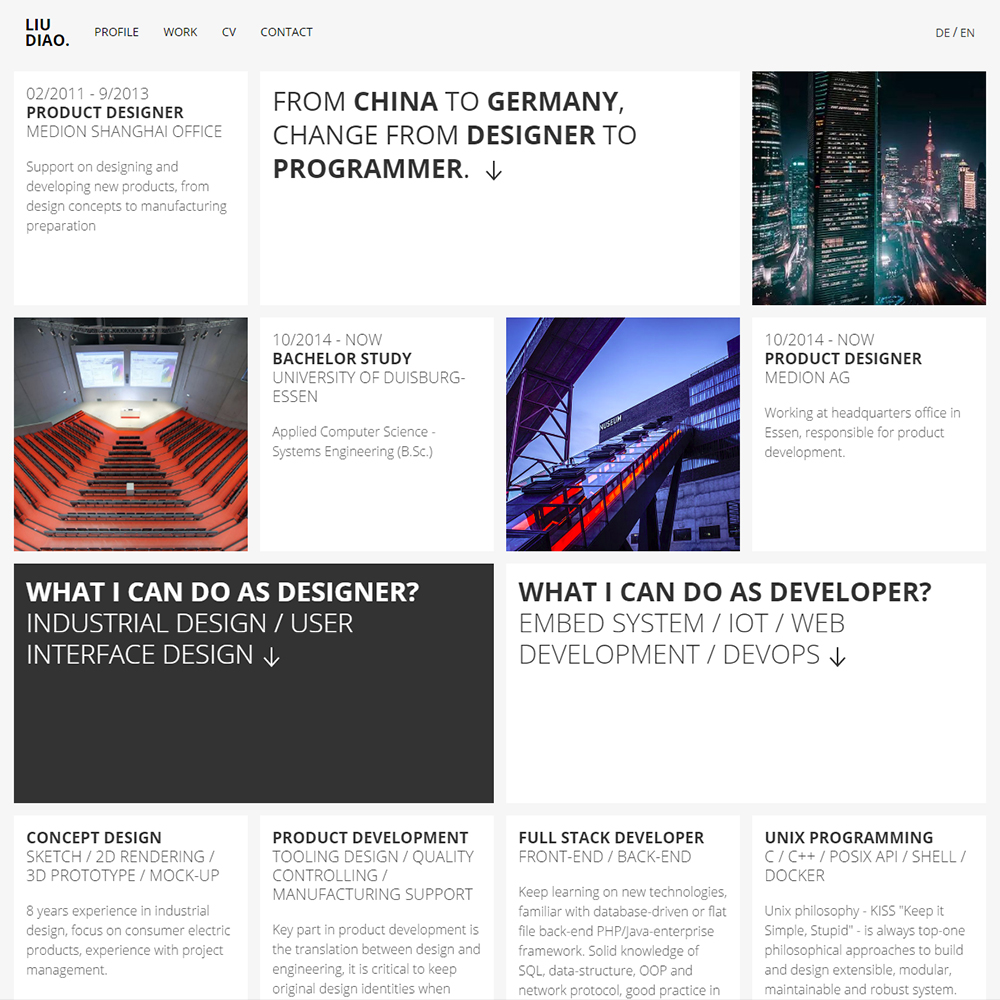 LIU
DIAO.
PROFILE WORK CV CONTACT
DE / EN
02/2011 - 9/2013
PRODUCT DESIGNER
MEDION SHANGHAI OFFICE
Support on designing and
developing new products, from
design concepts to manufacturing
preparation
FROM CHINA TO GERMANY,
CHANGE FROM DESIGNER TO
PROGRAMMER. ↓
10/2014 - NOW
BACHELOR STUDY
UNIVERSITY OF DUISBURG-
ESSEN
Applied Computer Science -
Systems Engineering (B.Sc.)
MUSEUM
10/2014 - NOW
PRODUCT DESIGNER
MEDION AG
Working at headquarters office in
Essen, responsible for product
development.
WHAT I CAN DO AS DESIGNER?
INDUSTRIAL DESIGN / USER
INTERFACE DESIGN ↓
WHAT I CAN DO AS DEVELOPER?
EMBED SYSTEM / IOT / WEB
DEVELOPMENT / DEVOPS ↓
CONCEPT DESIGN
SKETCH / 2D RENDERING /
3D PROTOTYPE / MOCK-UP
8 years experience in industrial
design, focus on consumer electric
products, experience with project
management.
PRODUCT DEVELOPMENT
TOOLING DESIGN / QUALITY
CONTROLLING /
MANUFACTURING SUPPORT
Key part in product development is
the translation between design and
engineering, it is critical to keep
original design identities when
FULL STACK DEVELOPER
FRONT-END / BACK-END
Keep learning on new technologies,
familiar with database-driven or flat
file back-end PHP/Java-enterprise
framework. Solid knowledge of
SQL, data-structure, OOP and
network protocol, good practice in
UNIX PROGRAMMING
C / C++ / POSIX API / SHELL /
DOCKER
Unix philosophy - KISS "Keep it
Simple, Stupid" - is always top-one
philosophical approaches to build
and design extensible, modular,
maintainable and robust system.